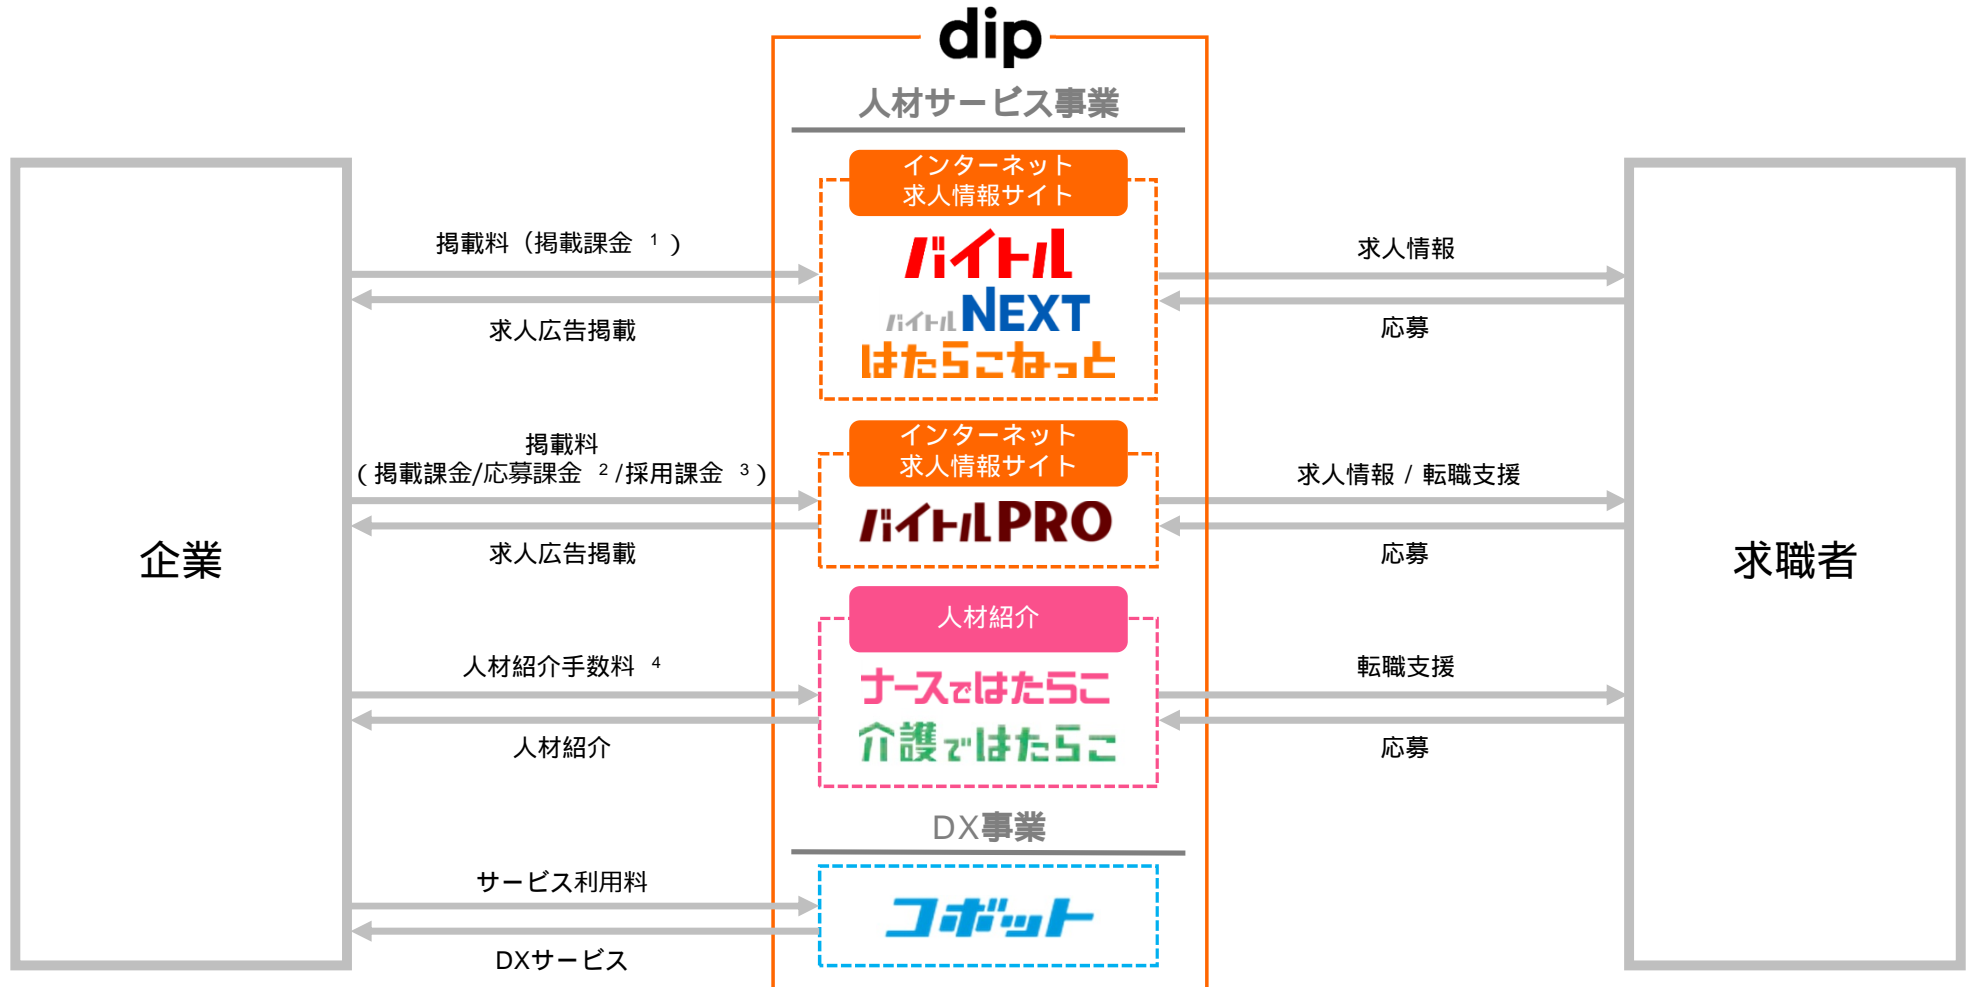 dip
人材サービス事業
インターネット
求人情報サイト
掲載料（掲載課金 1 ）
求人広告掲載
バイトル
バイトルNEXT
はたらこねっと
求人情報
応募
掲載料
（掲載課金/応募課金 2 /採用課金 3 ）
求人広告掲載
インターネット
求人情報サイト
バイトルPRO
求人情報 / 転職支援
応募
企業
求職者
人材紹介
人材紹介手数料 4
人材紹介
ナースではたらこ
介護ではたらこ
転職支援
応募
DX事業
サービス利用料
DXサービス
コボット